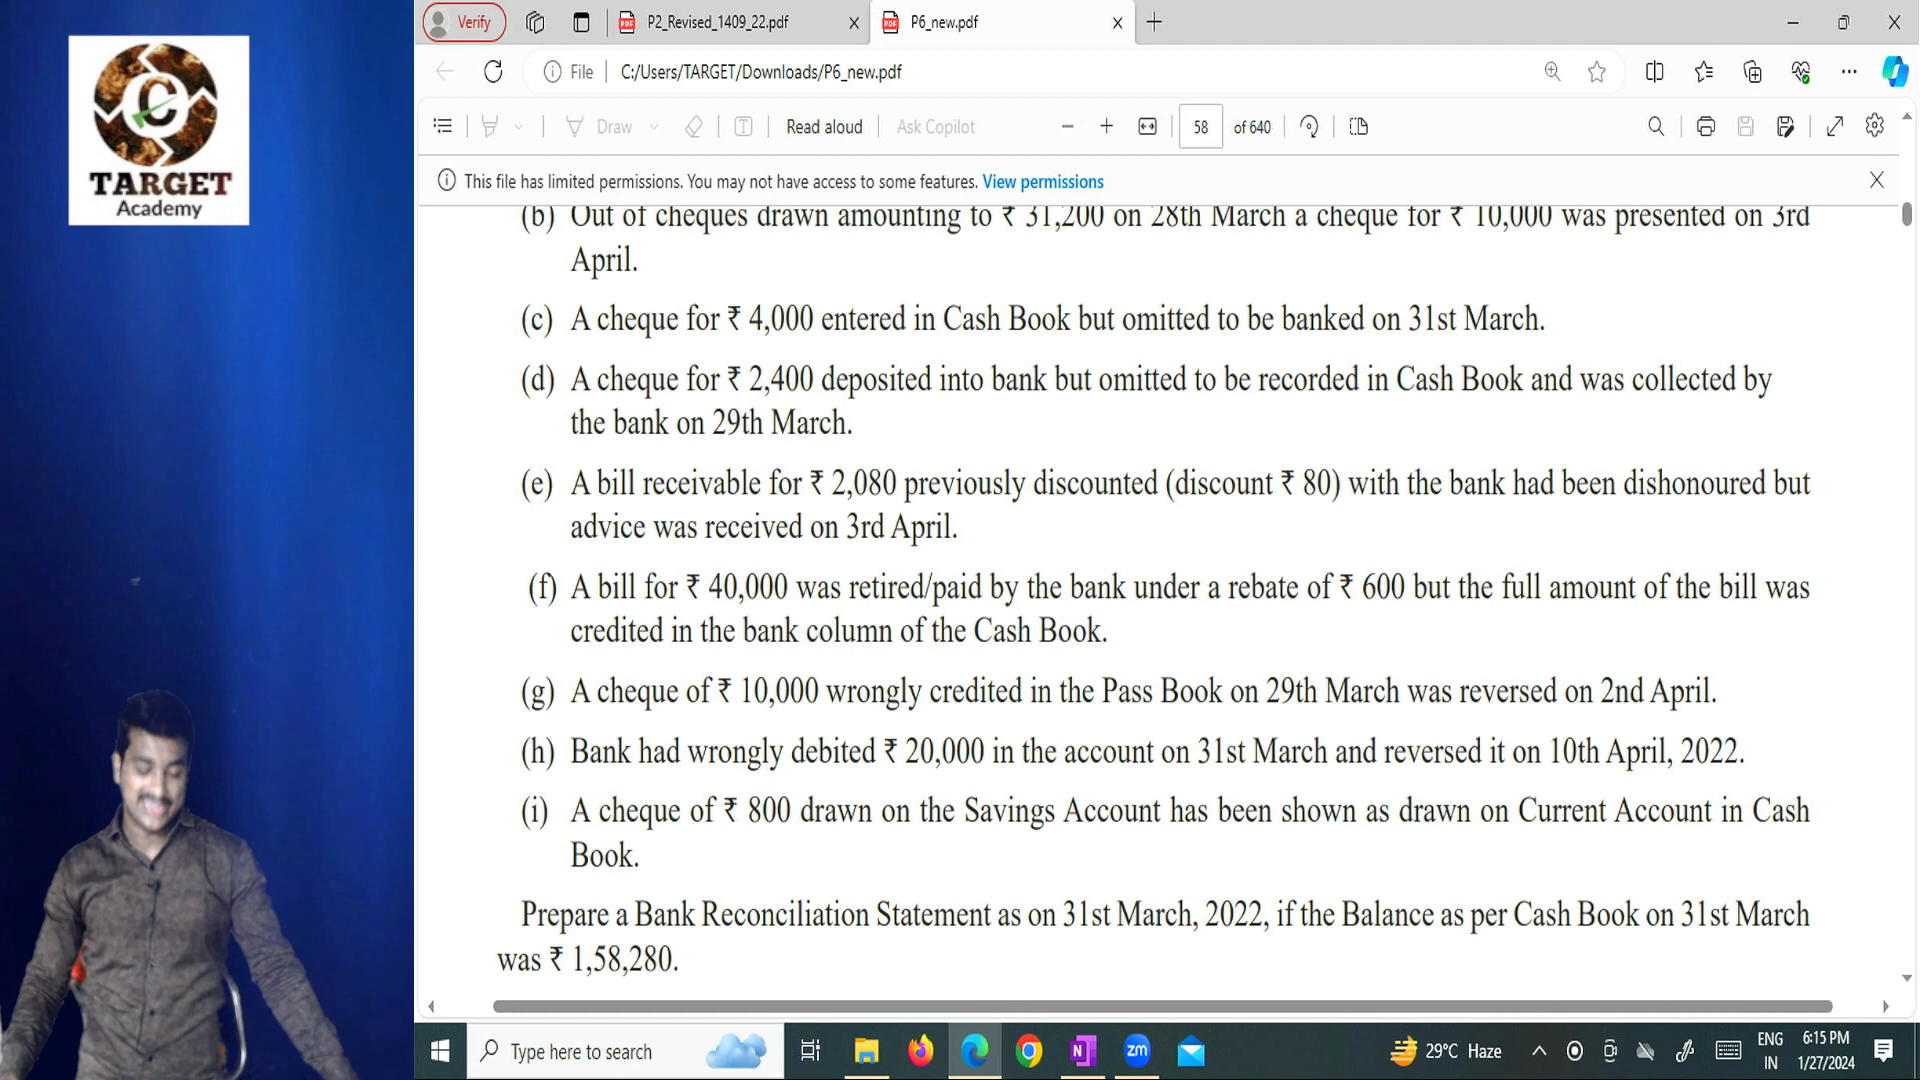 Verify
P2_Revised_1409_22.pdf
P6_new.pdf
File
C:/Users/TARGET/Downloads/P6_new.pdf
Draw
Read aloud
Ask Copilot
58
of 640
This file has limited permissions. You may not have access to some features. View permissions
C
TARGET
Academy
(b) Out of cheques drawn amounting to ₹ 31,200 on 28th March a cheque for ₹ 10,000 was presented on 3rd
April.
(c) A cheque for ₹ 4,000 entered in Cash Book but omitted to be banked on 31st March.
(d) A cheque for ₹ 2,400 deposited into bank but omitted to be recorded in Cash Book and was collected by
the bank on 29th March.
(e) A bill receivable for ₹ 2,080 previously discounted (discount ₹ 80) with the bank had been dishonoured but
advice was received on 3rd April.
(f) A bill for ₹ 40,000 was retired/paid by the bank under a rebate of ₹ 600 but the full amount of the bill was
credited in the bank column of the Cash Book.
(g) A cheque of ₹ 10,000 wrongly credited in the Pass Book on 29th March was reversed on 2nd April.
(h) Bank had wrongly debited ₹ 20,000 in the account on 31st March and reversed it on 10th April, 2022.
(i) A cheque of ₹ 800 drawn on the Savings Account has been shown as drawn on Current Account in Cash
Book.
Prepare a Bank Reconciliation Statement as on 31st March, 2022, if the Balance as per Cash Book on 31st March
was ₹ 1,58,280.
Type here to search
N
zm
29°C Haze
ENG
IN
6:15 PM
1/27/2024